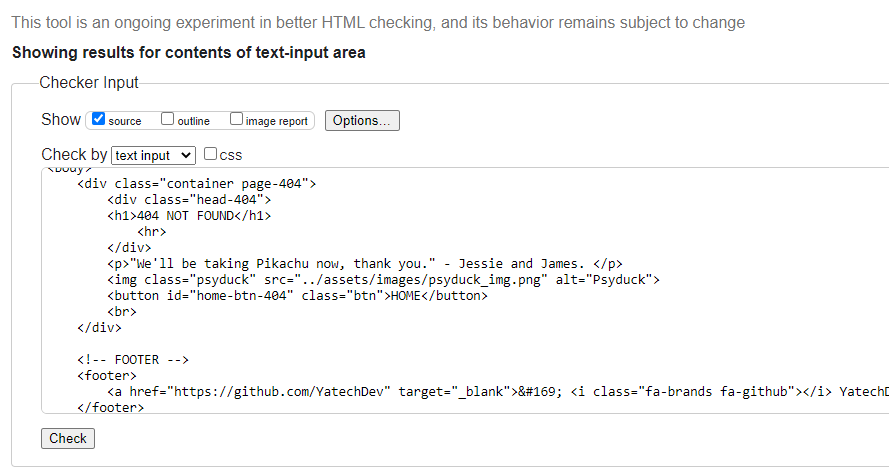 This tool is an ongoing experiment in better HTML checking, and its behavior remains subject to change
Showing results for contents of text-input area
Checker Input
Show source outline image report Options...
Check by text input css
<body>
<div class="container page-404">
<div class="head-404">
<h1>404 NOT FOUND</h1>
<hr>
</div>
<p>"We'll be taking Pikachu now, thank you." - Jessie and James. </p>
<img class="psyduck" src="../assets/images/psyduck_img.png" alt="Psyduck">
<button id="home-btn-404" class="btn">HOME</button>
<br>
</div>
<!-- FOOTER -->
<footer>
<a href="https://github.com/YatechDev" target="_blank">&#169; <i class="fa-brands fa-github"></i> YatechD
</footer>
Check